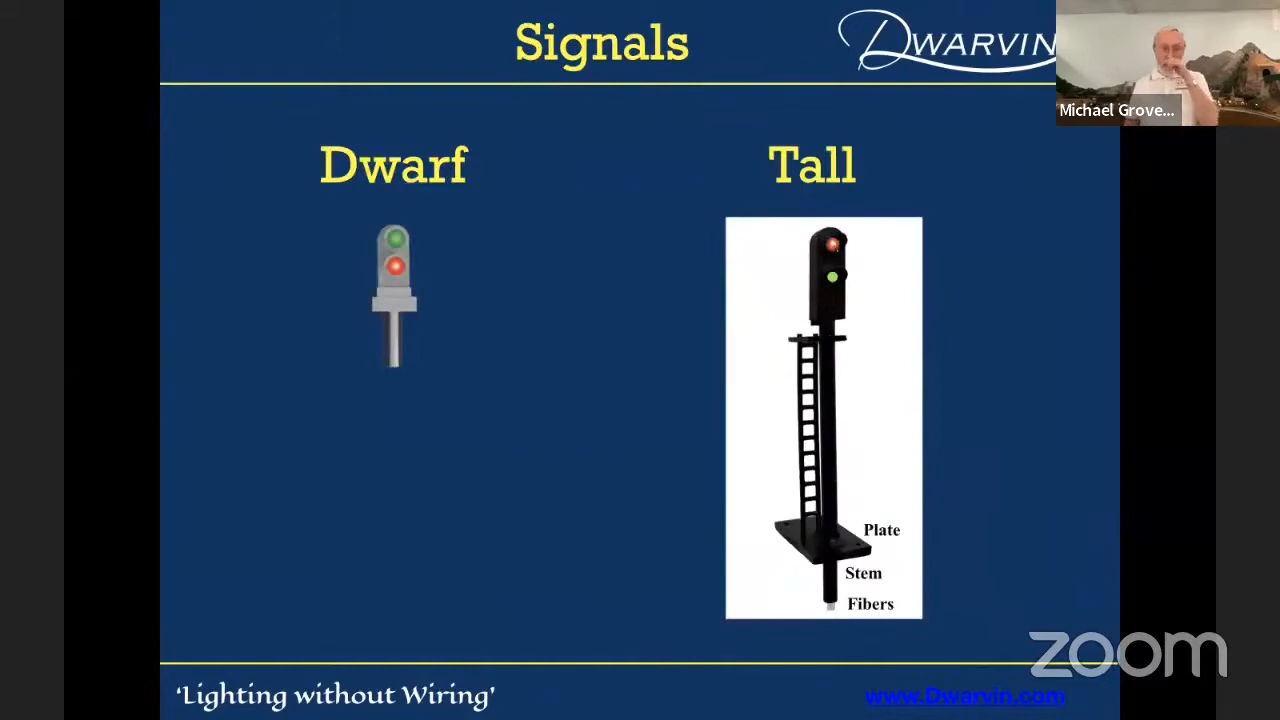 Signals
DWARVIN
Michael Grove...
Dwarf
Tall
Plate
Stem
Fibers
zoom
'Lighting without Wiring'
www.Dwarvin.com